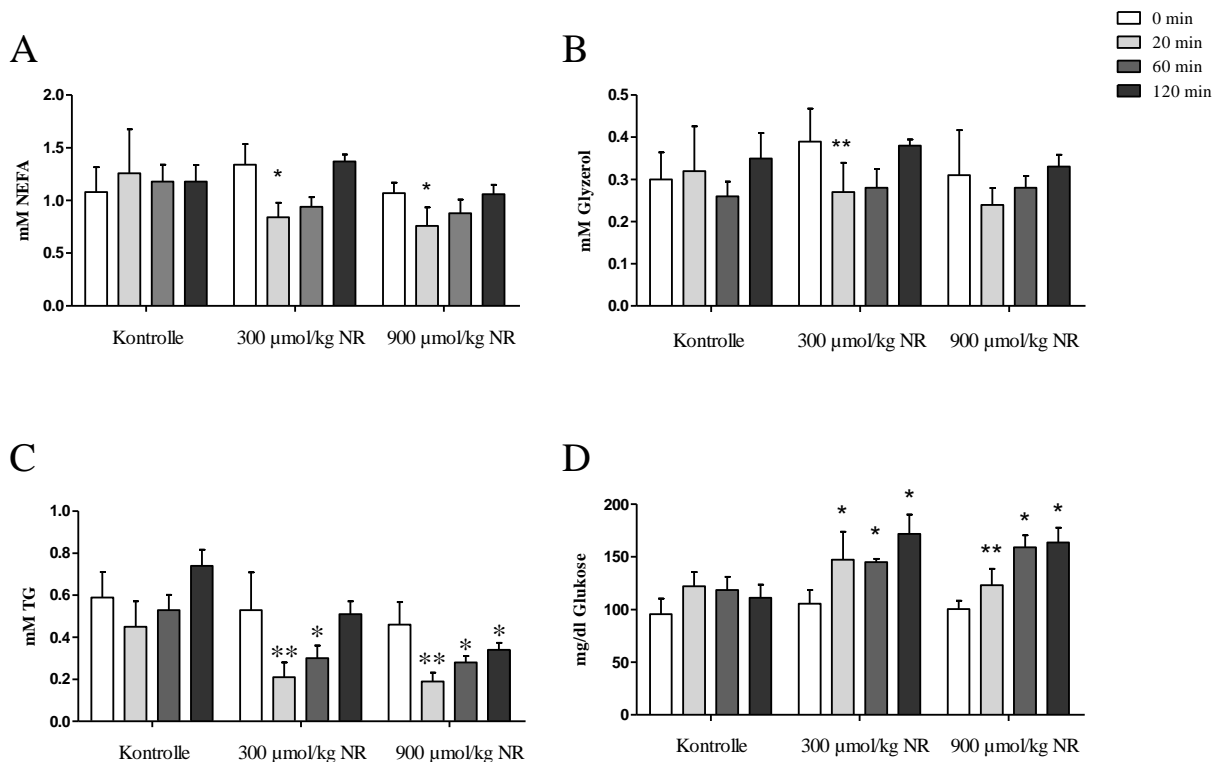 0 min
20 min
60 min
120 min
A
mM NEFA
2.0
1.5
1.0
0.5
0.0
*
*
Kontrolle
300 µmol/kg NR
900 µmol/kg NR
B
mM Glyzerol
0.5
0.4
0.3
0.2
0.1
0.0
**
Kontrolle
300 µmol/kg NR
900 µmol/kg NR
C
mM TG
1.0
0.8
0.6
0.4
0.2
0.0
**
*
**
*
*
Kontrolle
300 µmol/kg NR
900 µmol/kg NR
D
mg/dl Glukose
200
150
100
50
0
*
*
*
**
*
*
Kontrolle
300 µmol/kg NR
900 µmol/kg NR